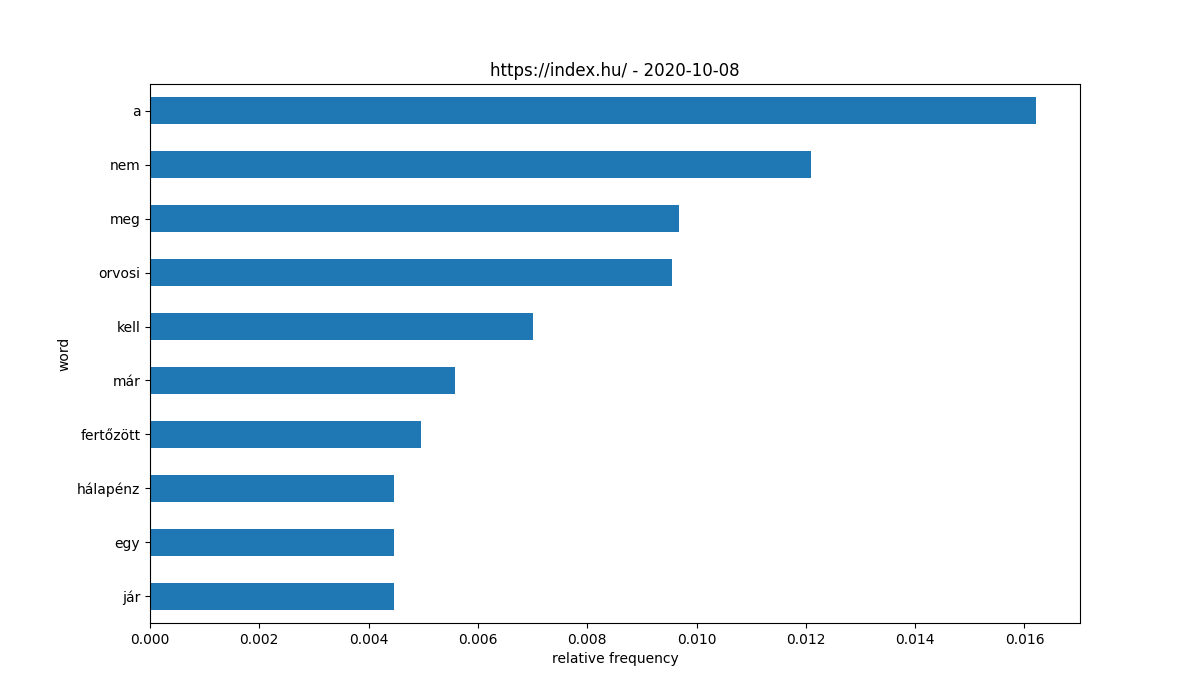 https://index.hu/ - 2020-10-08
a
nem
meg
orvosi
kell
már
fertőzött
hálapénz
egy
jár
word
0.000 0.002 0.004 0.006 0.008 0.010 0.012 0.014 0.016
relative frequency